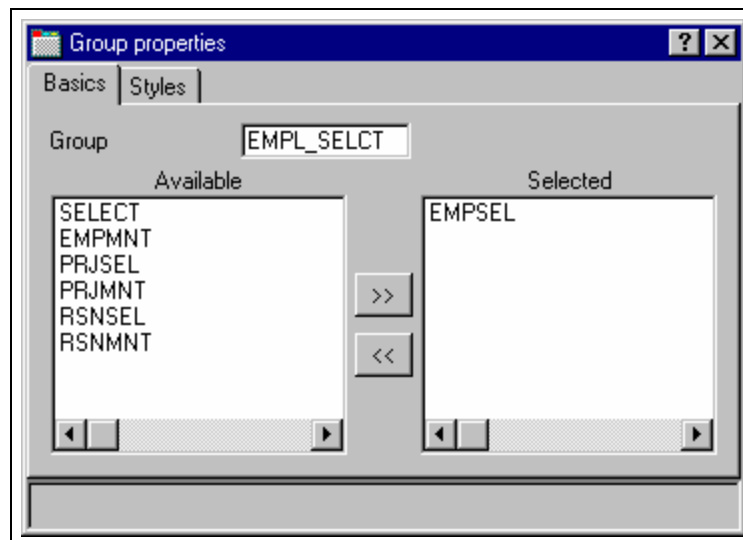 Group properties
Basics Styles
Group EMPL_SELCT
Available Selected
SELECT EMPSEL
EMPMNT
PRJSEL
PRJMNT
RSNSEL
RSNMNT
>>
<<